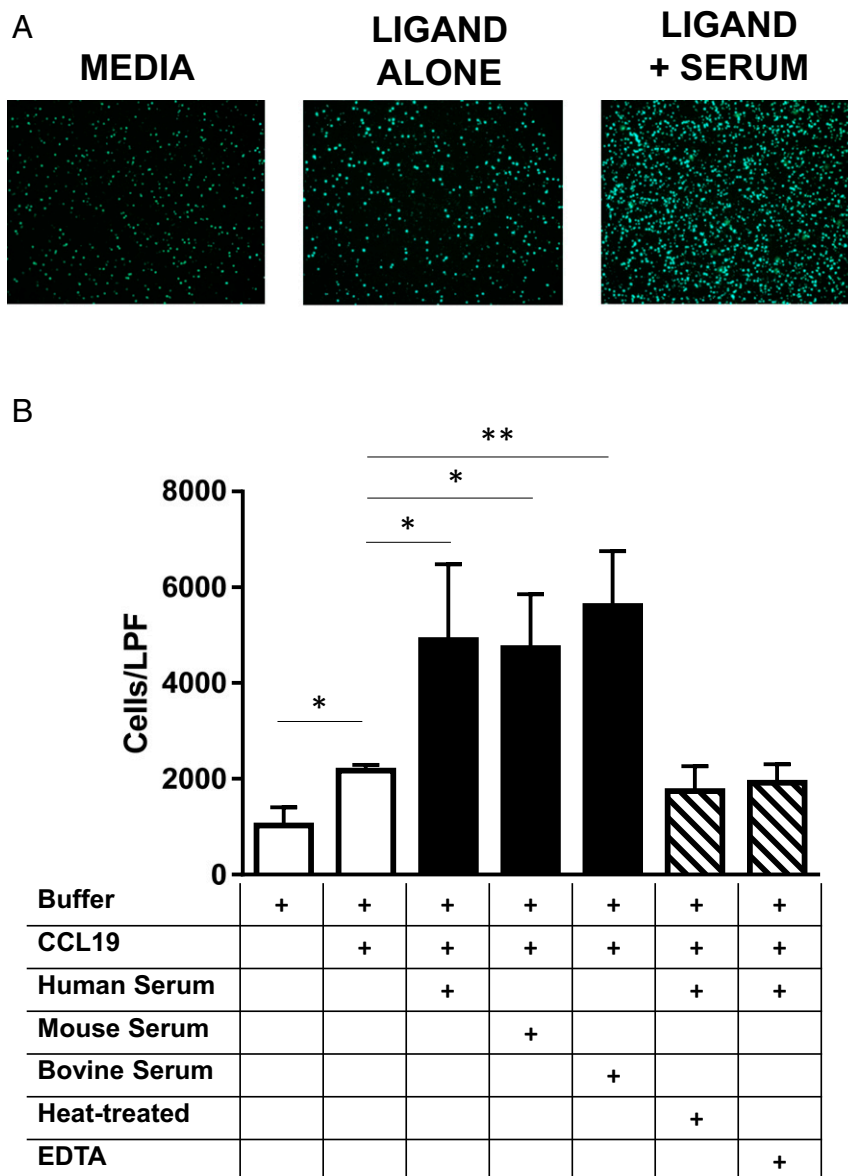 A
MEDIA
LIGAND
ALONE
LIGAND
+ SERUM
B
**
*
*
*
8000
6000
4000
2000
0
Cells/LPF
Buffer + + + + + + +
CCL19 + + + + + +
Human Serum + + +
Mouse Serum +
Bovine Serum +
Heat-treated +
EDTA +